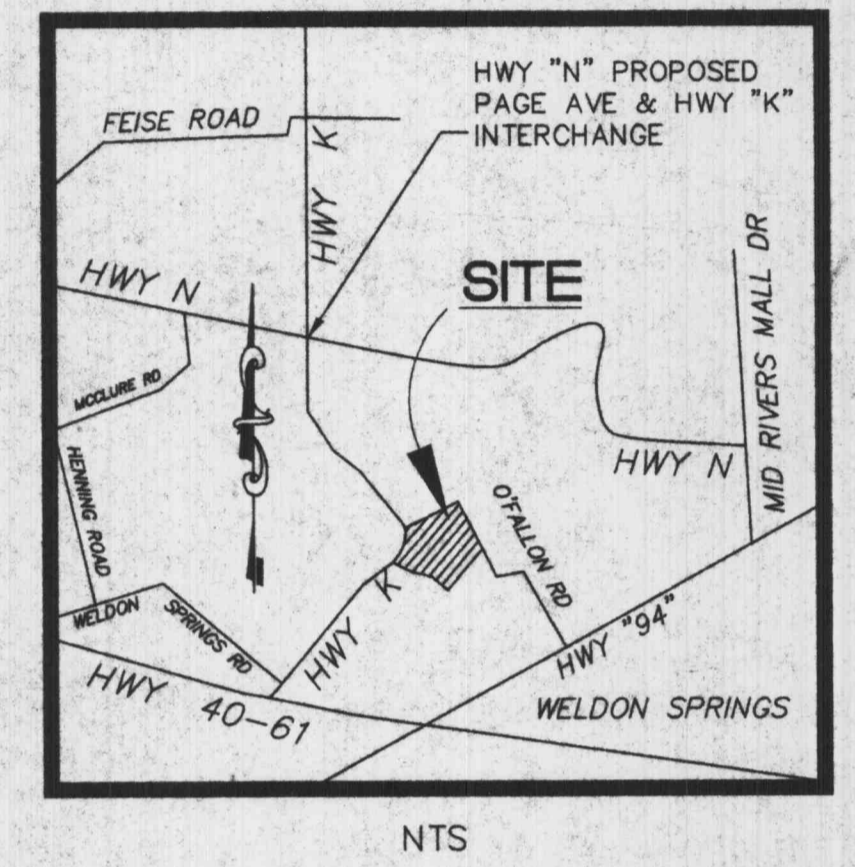 HWY "N" PROPOSED
PAGE AVE & HWY "K"
INTERCHANGE
FEISE ROAD
HWY K
HWY N
SITE
MID RIVERS MALL DR
MCCLURE RD
HENNING ROAD
HWY N
O'FALLON RD
WELDON SPRINGS RD
HWY K
HWY "94"
HWY 40-61
WELDON SPRINGS
NTS